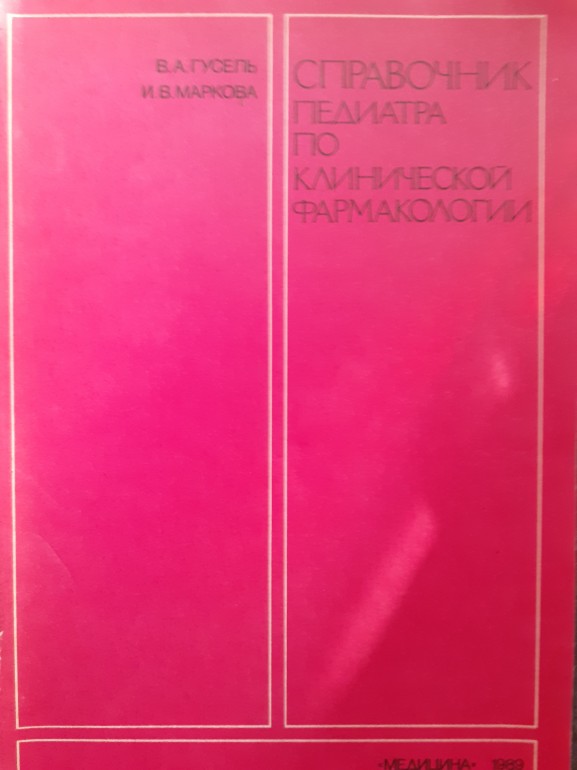 В. А. ГУСЕЛЬ
И. В. МАРКОВА
СПРАВОЧНИК
ПЕДИАТРА
ПО
КЛИНИЧЕСКОЙ
ФАРМАКОЛОГИИ
«МЕДИЦИНА» 1989